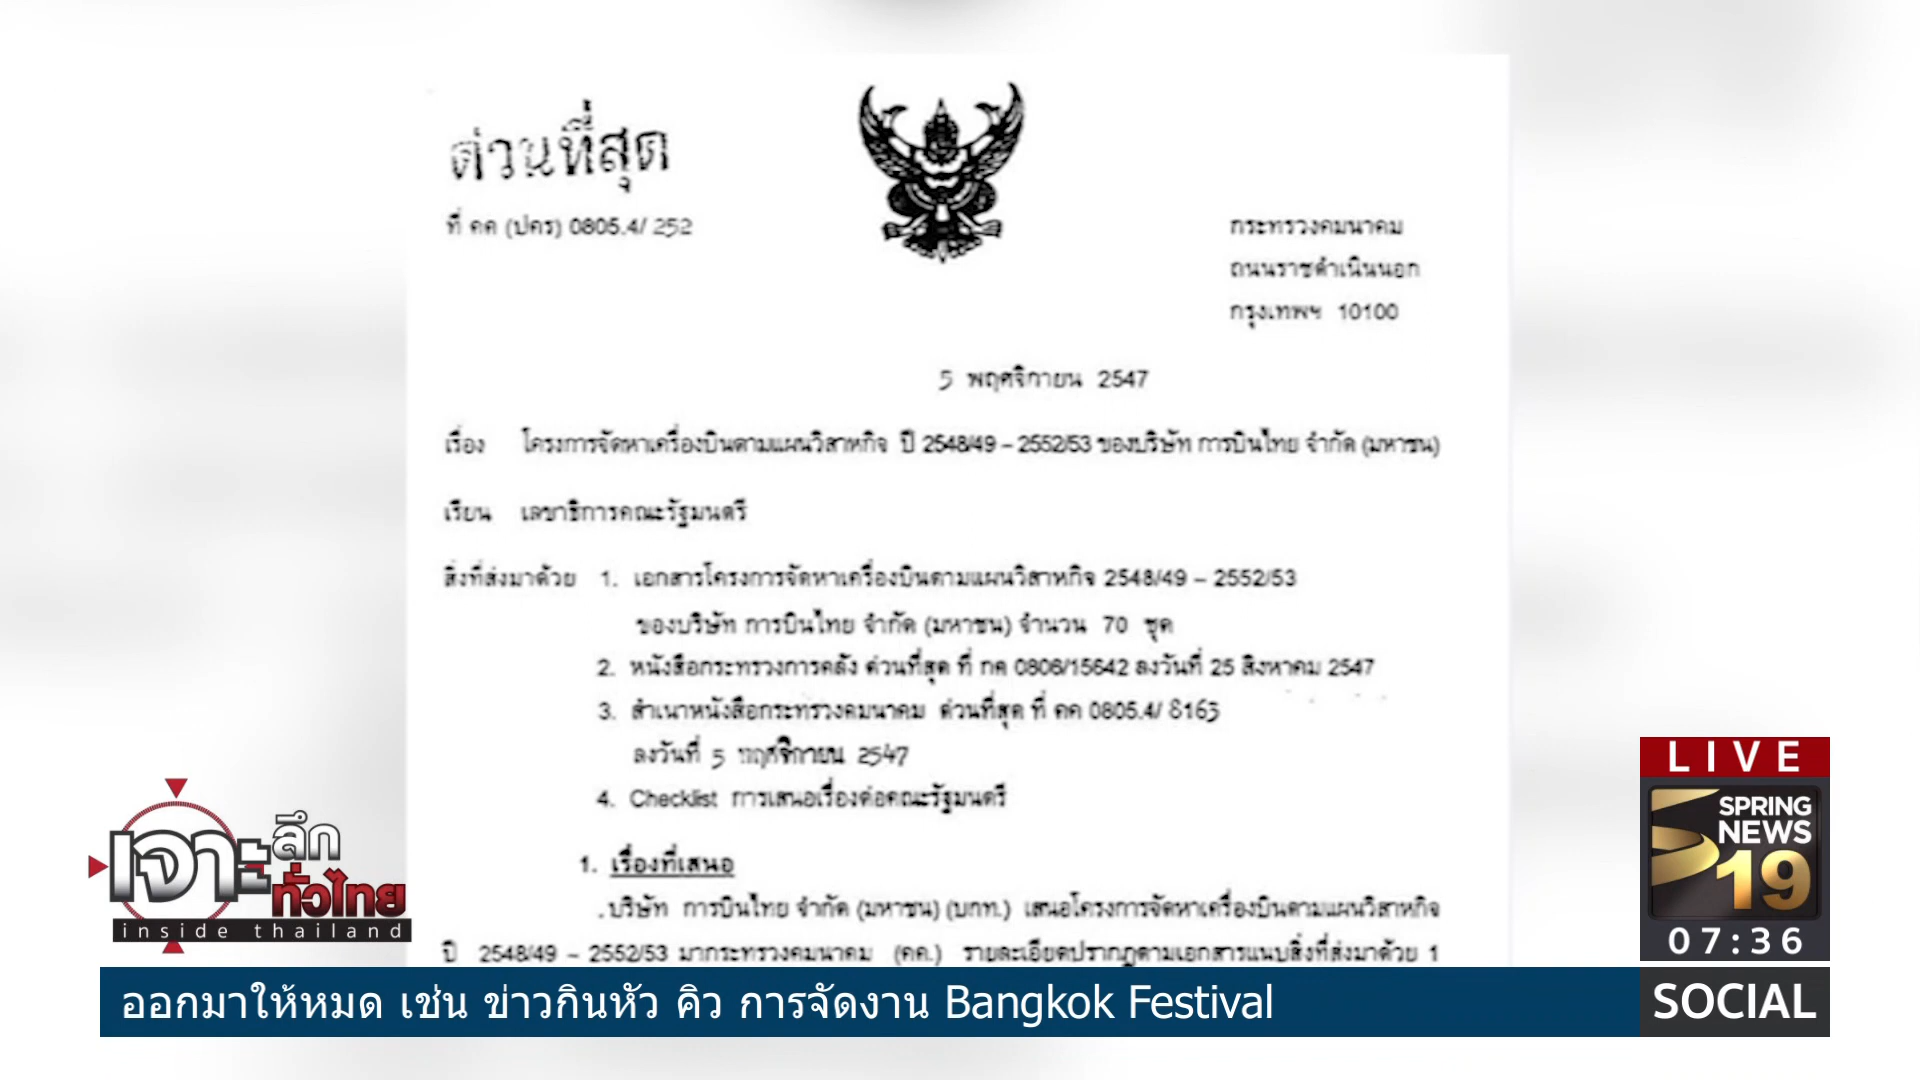 ด่วนที่สุด
ที่ คค (ปคร) 0805.4/ 252
กระทรวงคมนาคม
ถนนราชดำเนินนอก
กรุงเทพฯ 10100
5 พฤศจิกายน 2547
เรื่อง โครงการจัดหาเครื่องบินตามแผนวิสาหกิจ ปี 2548/49 – 2552/53 ของบริษัท การบินไทย จำกัด (มหาชน)
เรียน เลขาธิการคณะรัฐมนตรี
สิ่งที่ส่งมาด้วย 1. เอกสารโครงการจัดหาเครื่องบินตามแผนวิสาหกิจ 2548/49 – 2552/53
ของบริษัท การบินไทย จำกัด (มหาชน) จำนวน 70 ชุด
2. หนังสือกระทรวงการคลัง ด่วนที่สุด ที่ กค 0806/15642 ลงวันที่ 25 สิงหาคม 2547
3. สำเนาหนังสือกระทรวงคมนาคม ด่วนที่สุด ที่ คค 0805.4/ 8163
ลงวันที่ 5 พฤศจิกายน 2547
4. Checklist การเสนอเรื่องต่อคณะรัฐมนตรี
1. เรื่องที่เสนอ
บริษัท การบินไทย จำกัด (มหาชน) (บกท.) เสนอโครงการจัดหาเครื่องบินตามแผนวิสาหกิจ
ปี 2548/49 – 2552/53 มากระทรวงคมนาคม (คค.) รายละเอียดปรากฏตามเอกสารแนบสิ่งที่ส่งมาด้วย 1
เจาะลึก
ทั่วไทย
inside thailand
LIVE
SPRING
NEWS
19
07:36
ออกมาให้หมด เช่น ข่าวกินหัว คิว การจัดงาน Bangkok Festival
SOCIAL